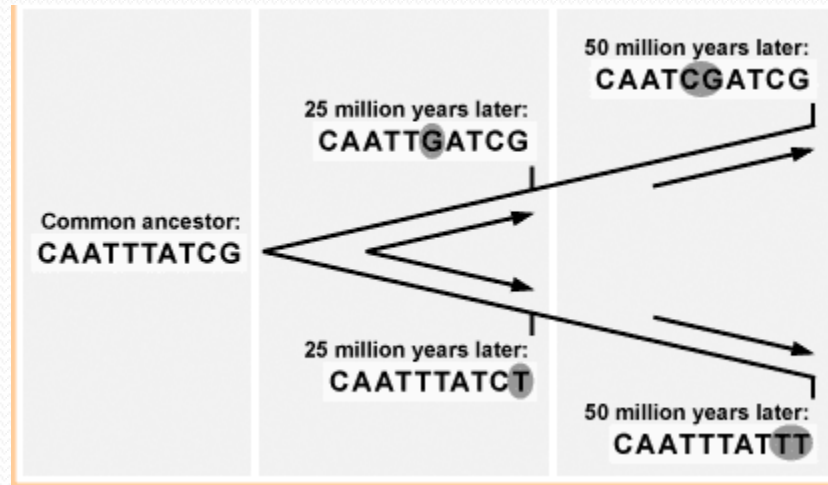 Common ancestor:
CAATTTATCG
25 million years later:
CAATTGATCG
25 million years later:
CAATTTATCT
50 million years later:
CAATCGATCG
50 million years later:
CAATTTATTT